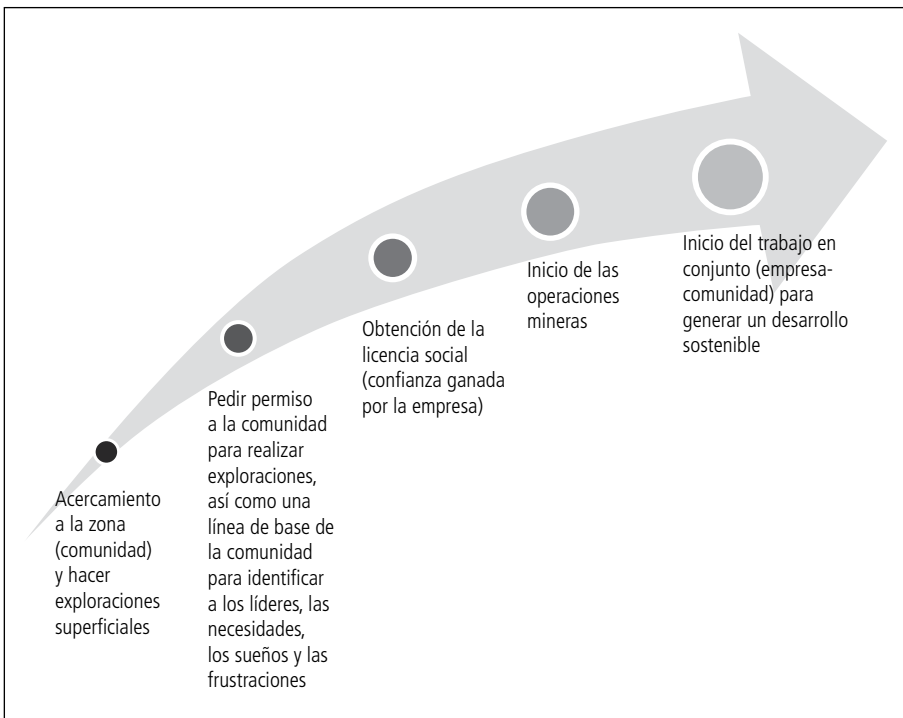 Acercamiento
a la zona
(comunidad)
y hacer
exploraciones
superficiales
Pedir permiso
a la comunidad
para realizar
exploraciones,
así como una
línea de base de
la comunidad
para identificar
a los líderes, las
necesidades,
los sueños y las
frustraciones
Obtención de la
licencia social
(confianza ganada
por la empresa)
Inicio de las
operaciones
mineras
Inicio del trabajo en
conjunto (empresa-
comunidad) para
generar un desarrollo
sostenible